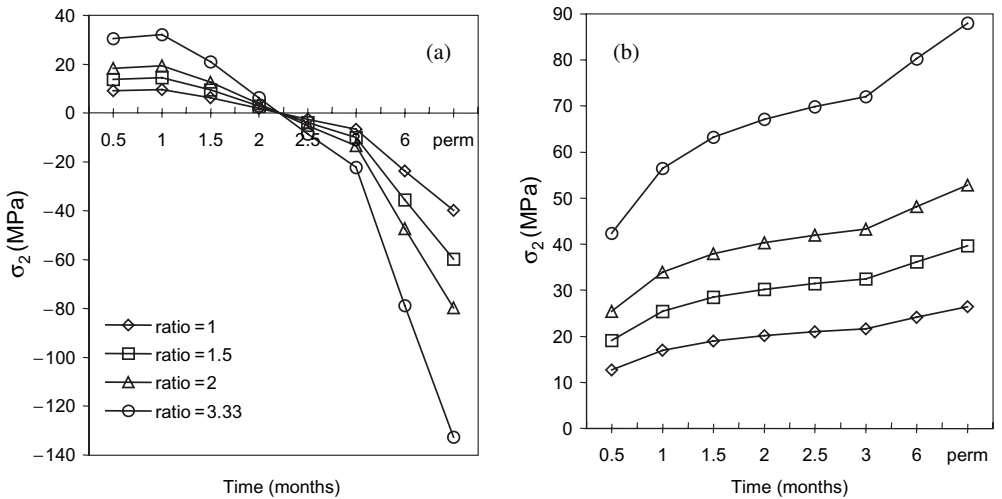 40
20
0
−20
−40
−60
−80
−100
−120
−140
σ2 (MPa)
(a)
0.5 1 1.5 2 2.5 6 perm
ratio = 1
ratio = 1.5
ratio = 2
ratio = 3.33
Time (months)
90
80
70
60
50
40
30
20
10
0
σ2 (MPa)
(b)
0.5 1 1.5 2 2.5 3 6 perm
Time (months)